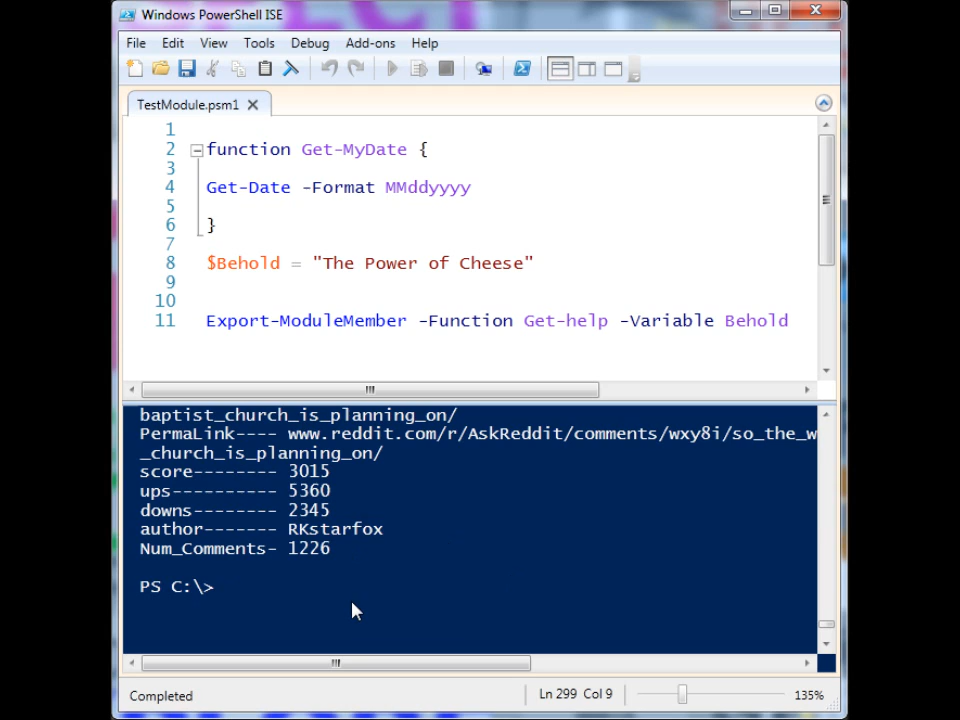 Windows PowerShell ISE
File Edit View Tools Debug Add-ons Help
TestModule.psm1
1
2 function Get-MyDate {
3
4 Get-Date -Format MMddyyyy
5
6 }
7
8 $Behold = "The Power of Cheese"
9
10
11 Export-ModuleMember -Function Get-help -Variable Behold
baptist_church_is_planning_on/
PermaLink---- www.reddit.com/r/AskReddit/comments/wxy8i/so_the_w
_church_is_planning_on/
score-------- 3015
ups---------- 5360
downs-------- 2345
author------- RKstarfox
Num_Comments- 1226
PS C:\>
Completed Ln 299 Col 9 135%